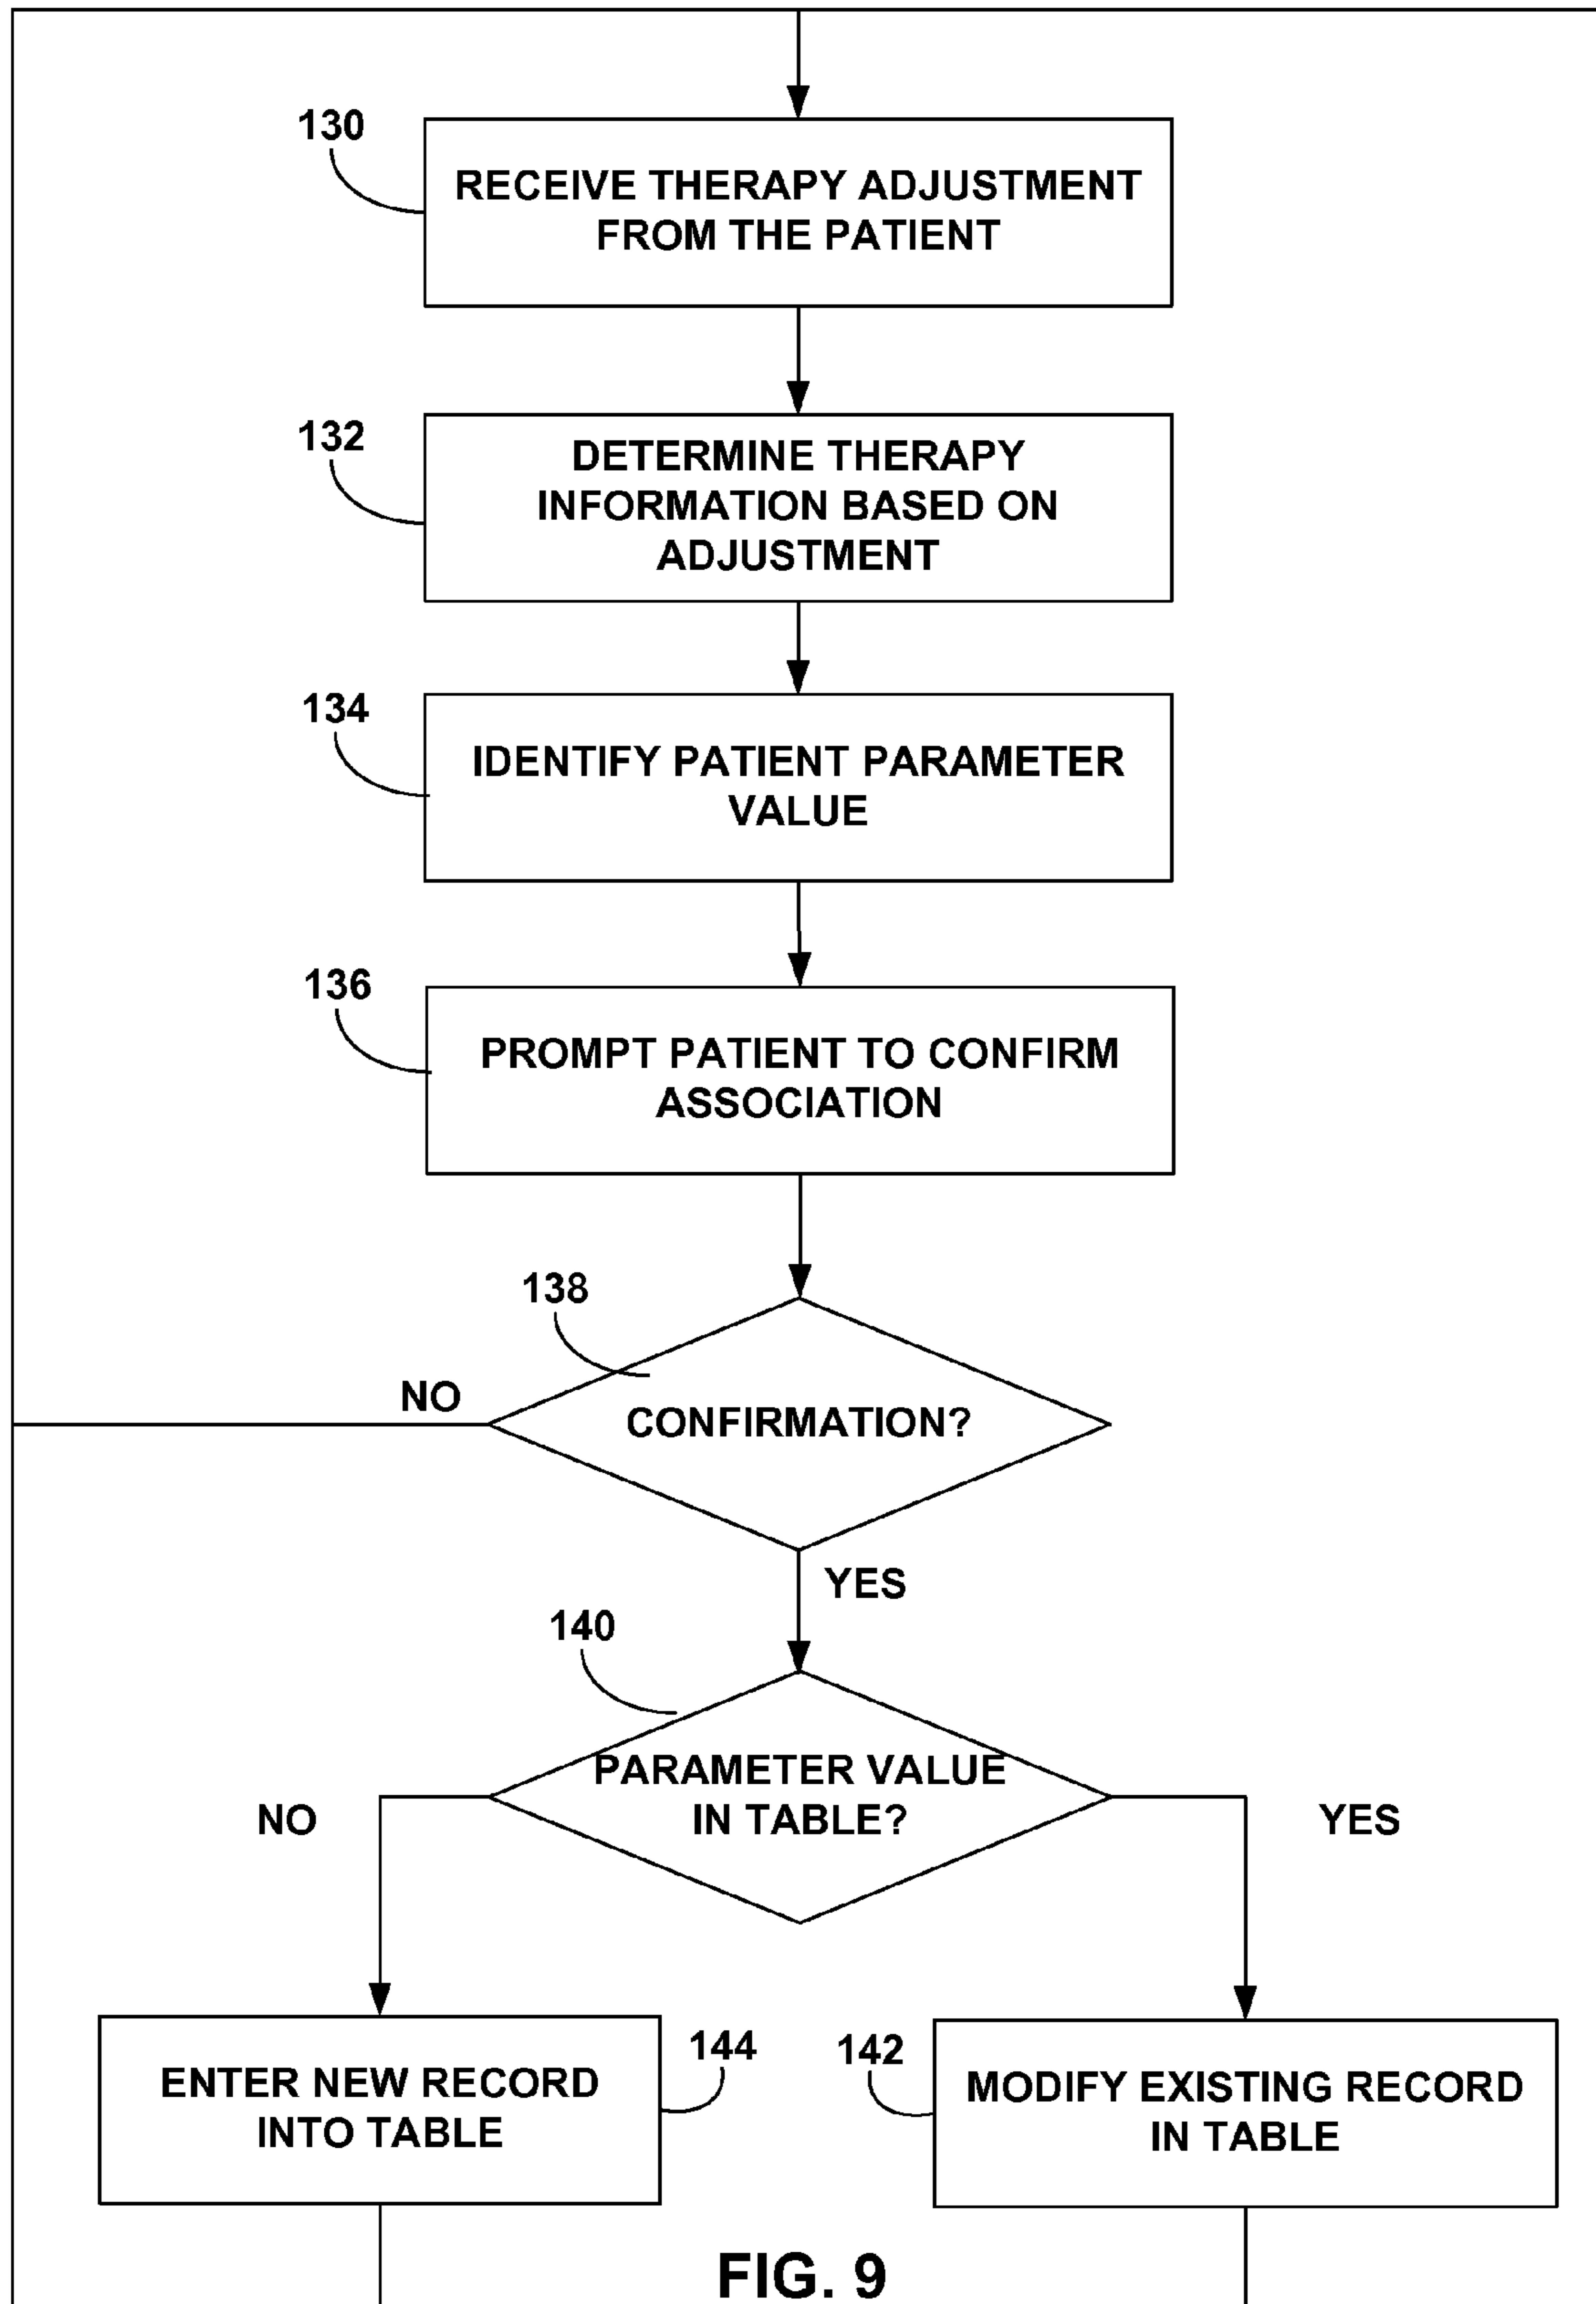 130
RECEIVE THERAPY ADJUSTMENT
FROM THE PATIENT
132
DETERMINE THERAPY
INFORMATION BASED ON
ADJUSTMENT
134
IDENTIFY PATIENT PARAMETER
VALUE
136
PROMPT PATIENT TO CONFIRM
ASSOCIATION
138
NO
CONFIRMATION?
YES
140
PARAMETER VALUE
IN TABLE?
NO
YES
144
142
ENTER NEW RECORD
INTO TABLE
MODIFY EXISTING RECORD
IN TABLE
FIG. 9